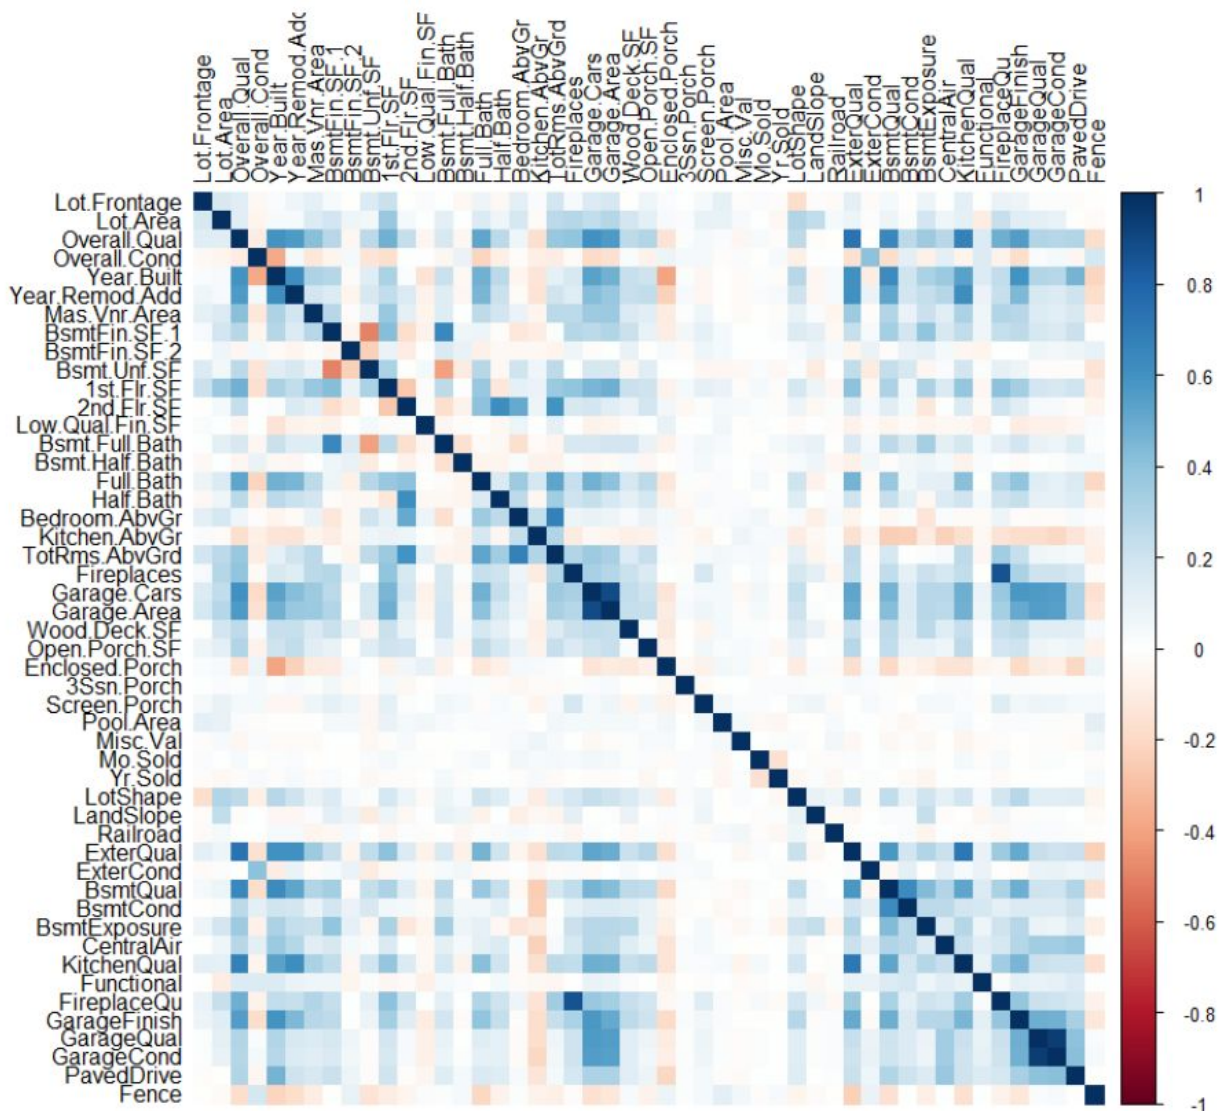 Lot.Frontage
Lot.Area
Overall.Qual
Overall.Cond
Year.Built
Year.Remod.Add
Mas.Vnr.Area
BsmtFin.SF.1
BsmtFin.SF.2
Bsmt.Unf.SF
1st.Flr.SF
2nd.Flr.SF
Low.Qual.Fin.SF
Bsmt.Full.Bath
Bsmt.Half.Bath
Full.Bath
Half.Bath
Bedroom.AbvGr
Kitchen.AbvGr
TotRms.AbvGrd
Fireplaces
Garage.Cars
Garage.Area
Wood.Deck.SF
Open.Porch.SF
Enclosed.Porch
3Ssn.Porch
Screen.Porch
Pool.Area
Misc.Val
Mo.Sold
Yr.Sold
LotShape
LandSlope
Railroad
ExterQual
ExterCond
BsmtQual
BsmtCond
BsmtExposure
CentralAir
KitchenQual
Functional
FireplaceQu
GarageFinish
GarageQual
GarageCond
PavedDrive
Fence
Lot.Frontage
Lot.Area
Overall.Qual
Overall.Cond
Year.Built
Year.Remod.Add
Mas.Vnr.Area
BsmtFin.SF.1
BsmtFin.SF.2
Bsmt.Unf.SF
1st.Flr.SF
2nd.Flr.SF
Low.Qual.Fin.SF
Bsmt.Full.Bath
Bsmt.Half.Bath
Full.Bath
Half.Bath
Bedroom.AbvGr
Kitchen.AbvGr
TotRms.AbvGrd
Fireplaces
Garage.Cars
Garage.Area
Wood.Deck.SF
Open.Porch.SF
Enclosed.Porch
3Ssn.Porch
Screen.Porch
Pool.Area
Misc.Val
Mo.Sold
Yr.Sold
LotShape
LandSlope
Railroad
ExterQual
ExterCond
BsmtQual
BsmtCond
BsmtExposure
CentralAir
KitchenQual
Functional
FireplaceQu
GarageFinish
GarageQual
GarageCond
PavedDrive
Fence
1
0.8
0.6
0.4
0.2
0
-0.2
-0.4
-0.6
-0.8
-1